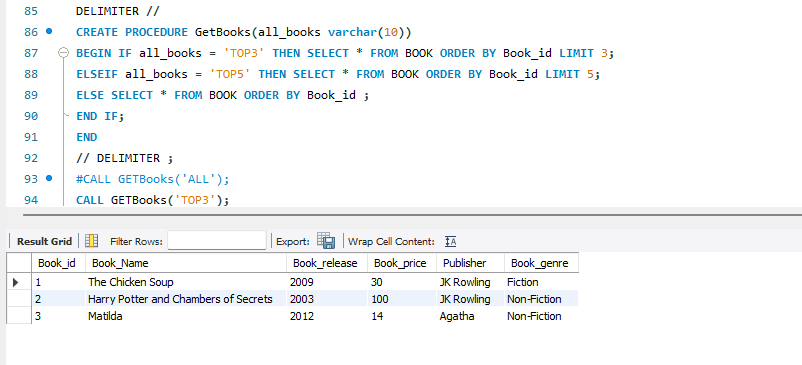 85 DELIMITER //
86 CREATE PROCEDURE GetBooks(all_books varchar(10))
87 BEGIN IF all_books = 'TOP3' THEN SELECT * FROM BOOK ORDER BY Book_id LIMIT 3;
88 ELSEIF all_books = 'TOP5' THEN SELECT * FROM BOOK ORDER BY Book_id LIMIT 5;
89 ELSE SELECT * FROM BOOK ORDER BY Book_id ;
90 END IF;
91 END
92 // DELIMITER ;
93 #CALL GETBooks('ALL');
94 CALL GETBooks('TOP3');
Result Grid Filter Rows: Export: Wrap Cell Content:
Book_id Book_Name Book_release Book_price Publisher Book_genre
1 The Chicken Soup 2009 30 JK Rowling Fiction
2 Harry Potter and Chambers of Secrets 2003 100 JK Rowling Non-Fiction
3 Matilda 2012 14 Agatha Non-Fiction